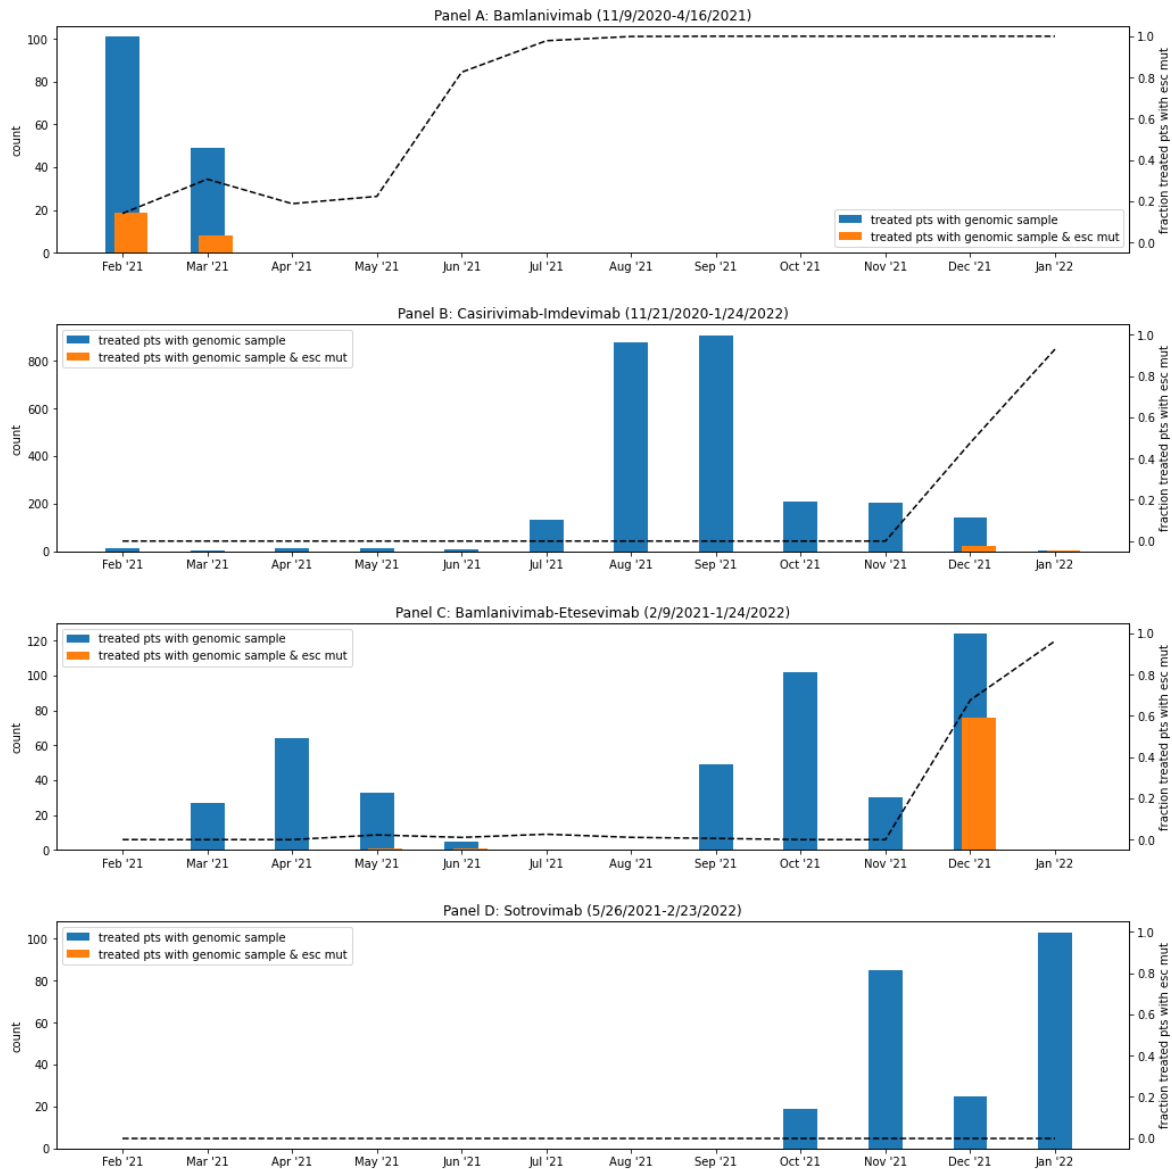 Panel A: Bamlanivimab (11/9/2020-4/16/2021)
100
80
60
40
20
0
count
1.0
0.8
0.6
0.4
0.2
0.0
fraction treated pts with esc mut
treated pts with genomic sample
treated pts with genomic sample & esc mut
Feb '21 Mar '21 Apr '21 May '21 Jun '21 Jul '21 Aug '21 Sep '21 Oct '21 Nov '21 Dec '21 Jan '22
Panel B: Casirivimab-Imdevimab (11/21/2020-1/24/2022)
treated pts with genomic sample
treated pts with genomic sample & esc mut
800
600
400
200
0
count
1.0
0.8
0.6
0.4
0.2
0.0
fraction treated pts with esc mut
Feb '21 Mar '21 Apr '21 May '21 Jun '21 Jul '21 Aug '21 Sep '21 Oct '21 Nov '21 Dec '21 Jan '22
Panel C: Bamlanivimab-Etesevimab (2/9/2021-1/24/2022)
treated pts with genomic sample
treated pts with genomic sample & esc mut
120
100
80
60
40
20
0
count
1.0
0.8
0.6
0.4
0.2
0.0
fraction treated pts with esc mut
Feb '21 Mar '21 Apr '21 May '21 Jun '21 Jul '21 Aug '21 Sep '21 Oct '21 Nov '21 Dec '21 Jan '22
Panel D: Sotrovimab (5/26/2021-2/23/2022)
treated pts with genomic sample
treated pts with genomic sample & esc mut
100
80
60
40
20
0
count
1.0
0.8
0.6
0.4
0.2
0.0
fraction treated pts with esc mut
Feb '21 Mar '21 Apr '21 May '21 Jun '21 Jul '21 Aug '21 Sep '21 Oct '21 Nov '21 Dec '21 Jan '22